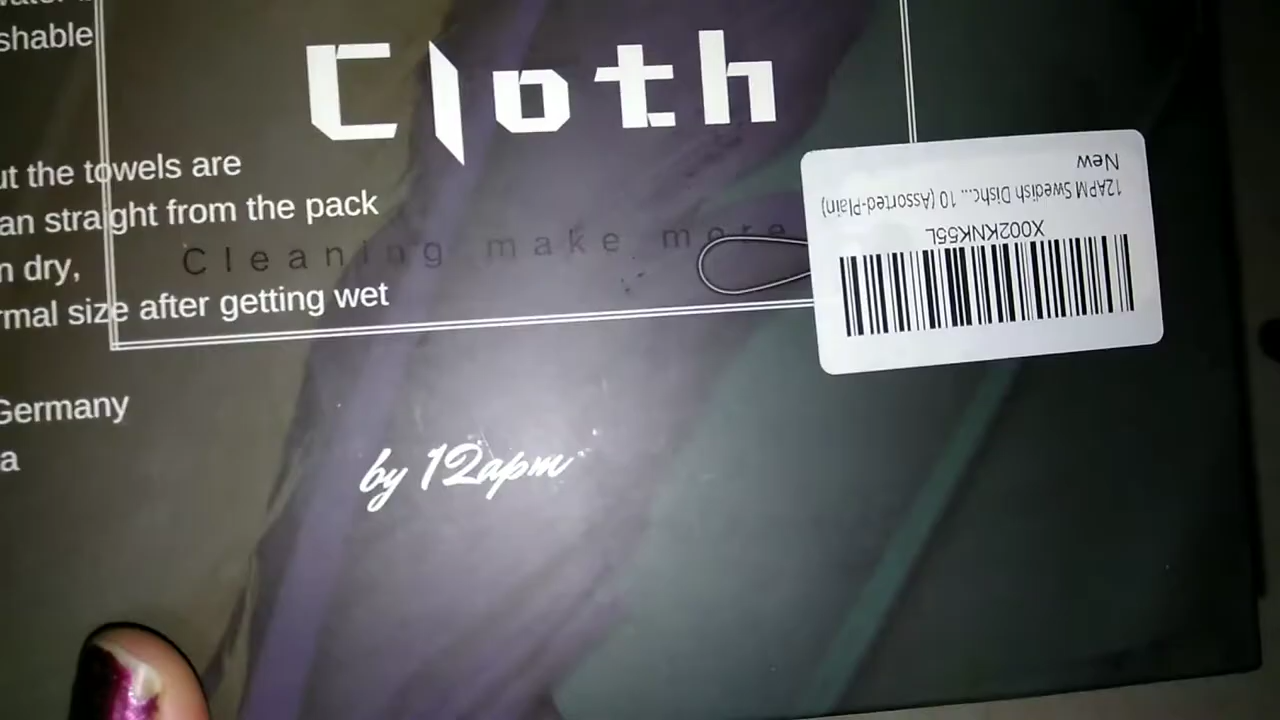 shable
Cloth
ut the towels are
an straight from the pack
Cleaning make more
n dry,
rmal size after getting wet
Germany
a
by 12apm
New
12APM Swedish Dishc... 10 (Assorted-Plain)
X002KNK55L